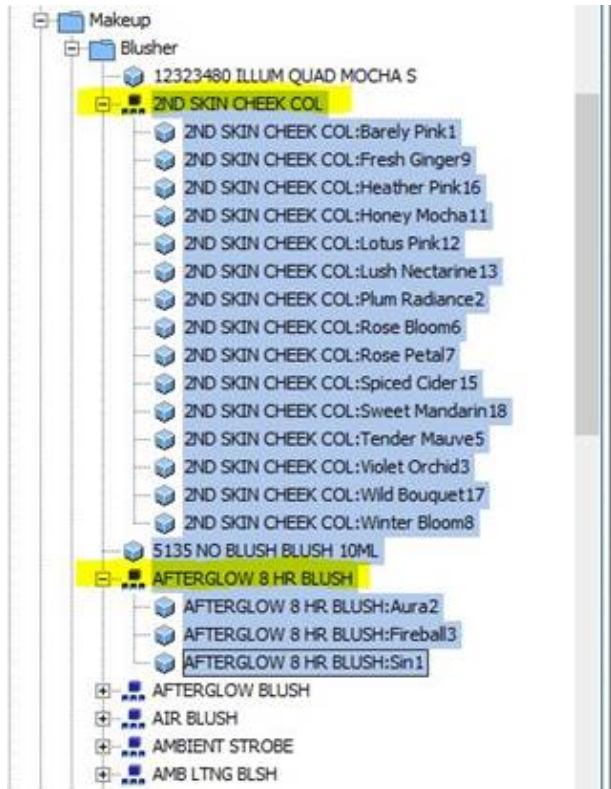 Makeup
Blusher
12323480 ILLUM QUAD MOCHA S
2ND SKIN CHEEK COL
2ND SKIN CHEEK COL:Barely Pink1
2ND SKIN CHEEK COL:Fresh Ginger9
2ND SKIN CHEEK COL:Heather Pink16
2ND SKIN CHEEK COL:Honey Mocha11
2ND SKIN CHEEK COL:Lotus Pink12
2ND SKIN CHEEK COL:Lush Nectarine13
2ND SKIN CHEEK COL:Plum Radiance2
2ND SKIN CHEEK COL:Rose Bloom6
2ND SKIN CHEEK COL:Rose Petal7
2ND SKIN CHEEK COL:Spiced Cider15
2ND SKIN CHEEK COL:Sweet Mandarin18
2ND SKIN CHEEK COL:Tender Mauve5
2ND SKIN CHEEK COL:Violet Orchid3
2ND SKIN CHEEK COL:Wild Bouquet17
2ND SKIN CHEEK COL:Winter Bloom8
5135 NO BLUSH BLUSH 10ML
AFTERGLOW 8 HR BLUSH
AFTERGLOW 8 HR BLUSH:Aura2
AFTERGLOW 8 HR BLUSH:Fireball3
AFTERGLOW 8 HR BLUSH:Sin1
AFTERGLOW BLUSH
AIR BLUSH
AMBIENT STROBE
AMB LTNG BLSH